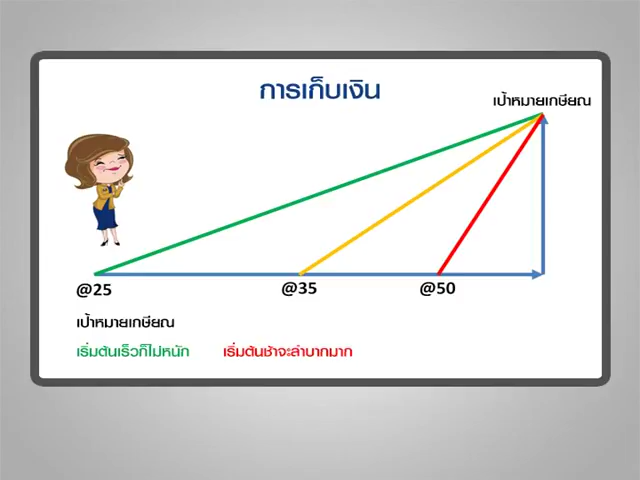 การเก็บเงิน
เป้าหมายเกษียณ
@25 @35 @50
เป้าหมายเกษียณ
เริ่มต้นเร็วก็ไม่หนัก เริ่มต้นช้าจะลำบากมาก